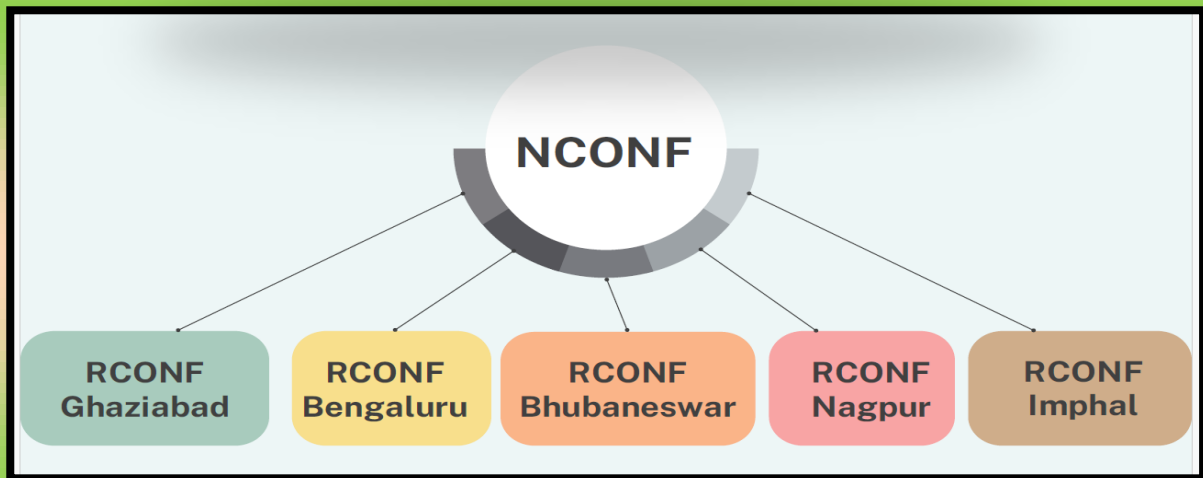 NCONF
RCONF
Ghaziabad
RCONF
Bengaluru
RCONF
Bhubaneswar
RCONF
Nagpur
RCONF
Imphal